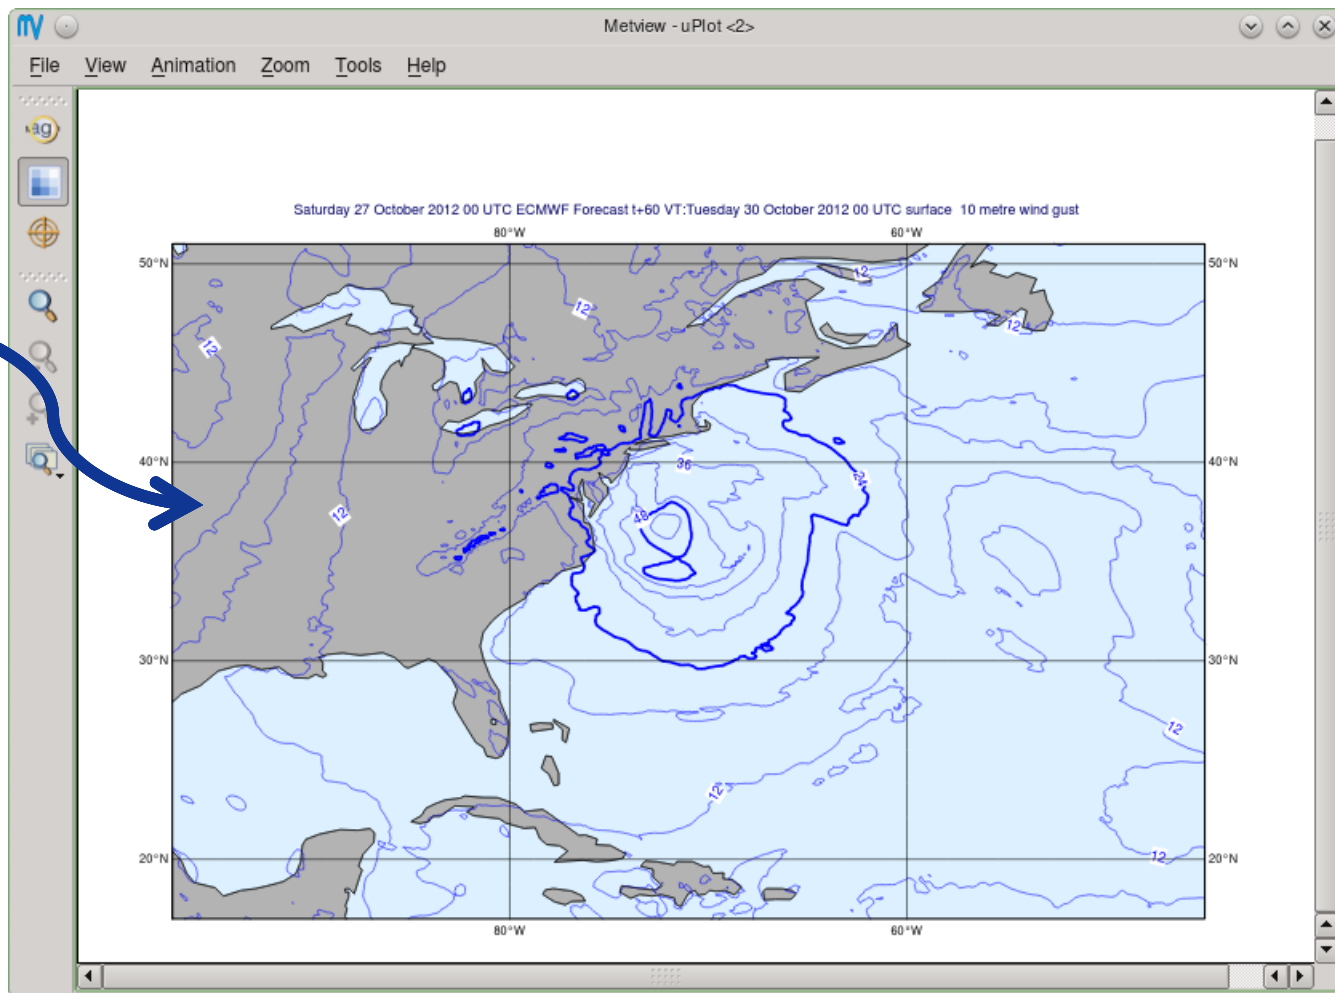 Metview - uPlot <2>
File View Animation Zoom Tools Help
ag
Saturday 27 October 2012 00 UTC ECMWF Forecast t+60 VT:Tuesday 30 October 2012 00 UTC surface 10 metre wind gust
80°W 60°W
50°N 12 50°N
12
12
12
36
40°N 24 40°N
12 48
30°N 30°N
12
12
20°N 12 20°N
80°W 60°W